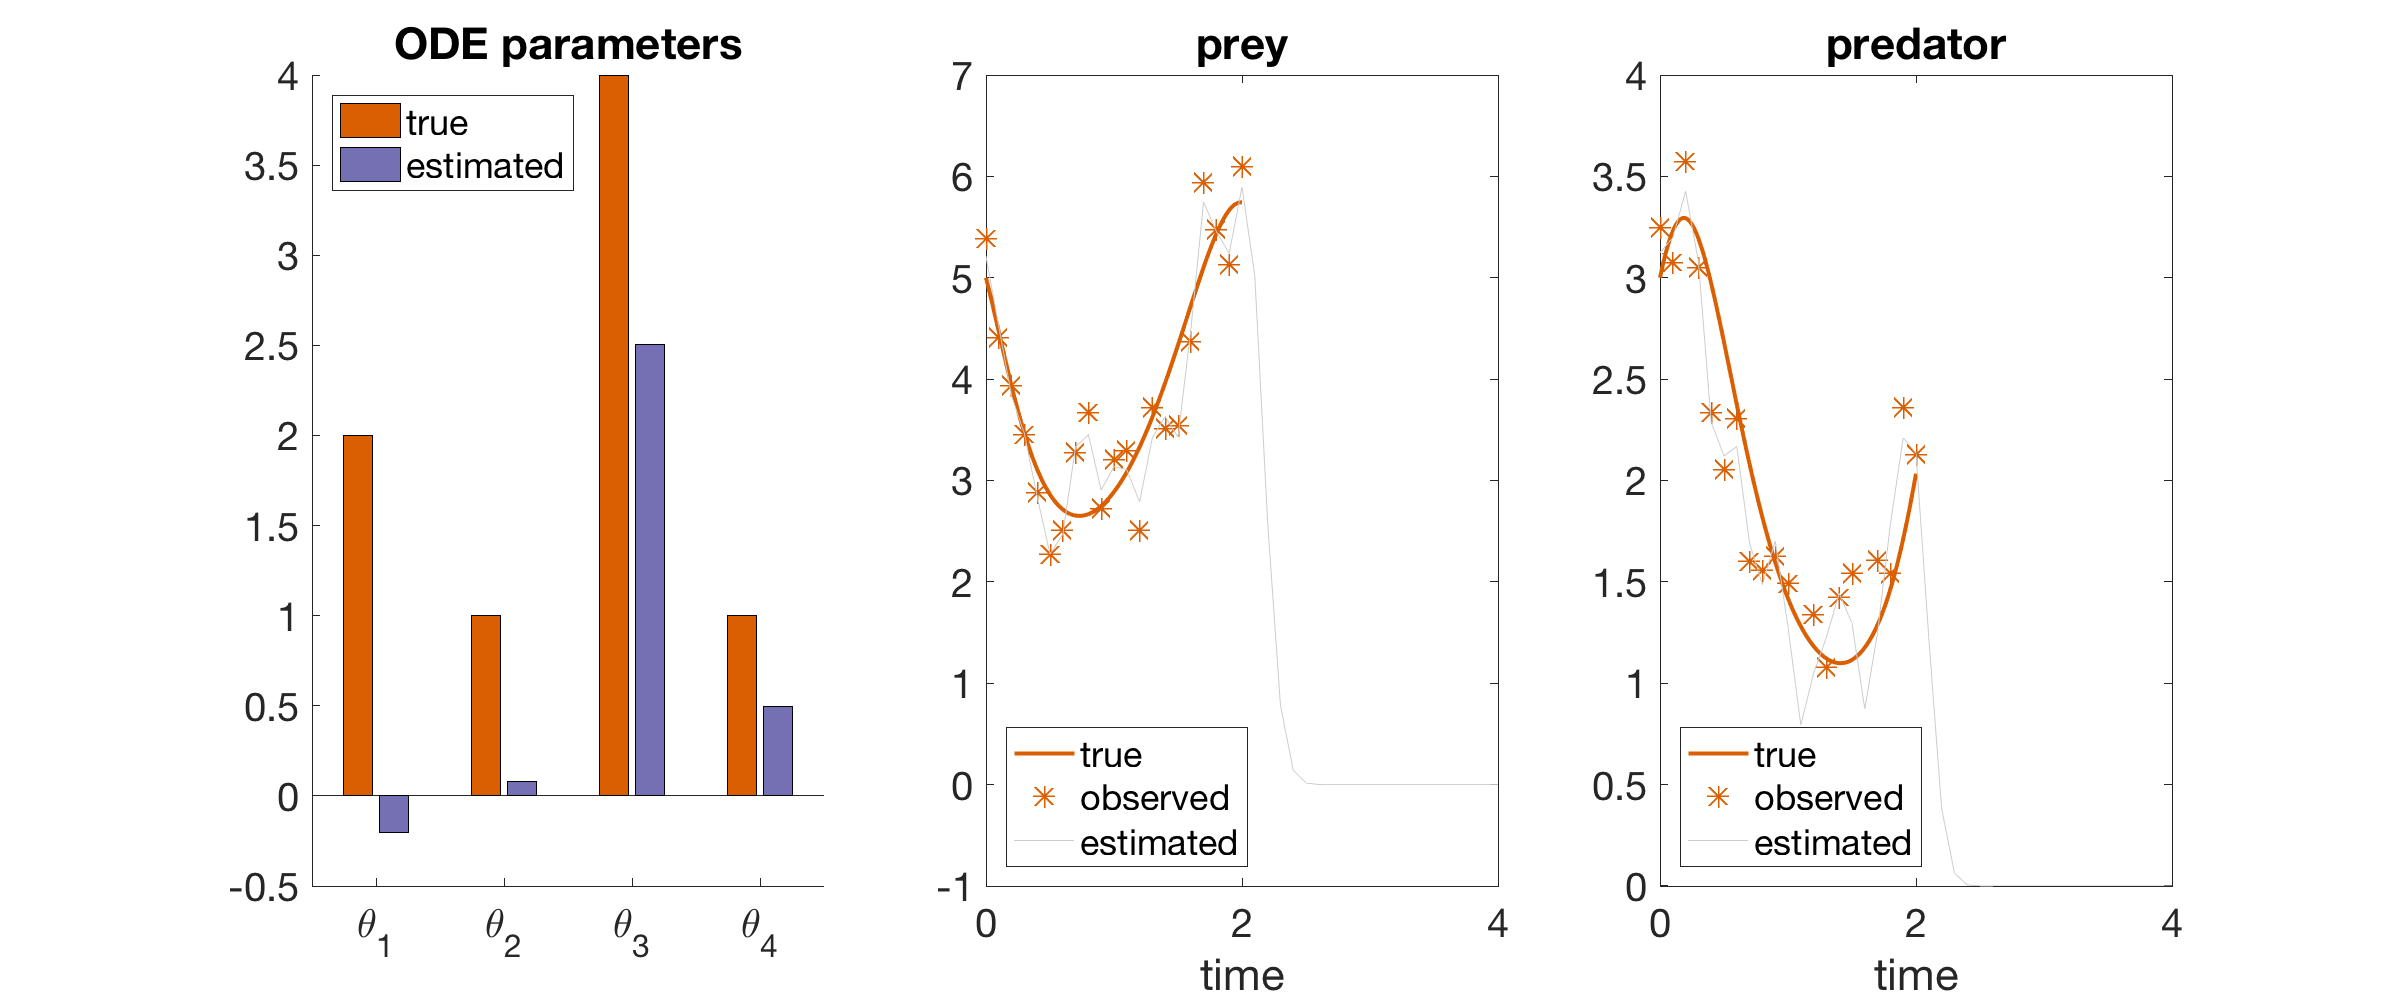 ODE parameters
4
3.5
3
2.5
2
1.5
1
0.5
0
-0.5
true
estimated
θ1
θ2
θ3
θ4
prey
7
6
5
4
3
2
1
0
-1
true
observed
estimated
0
2
4
time
predator
4
3.5
3
2.5
2
1.5
1
0.5
0
true
observed
estimated
0
2
4
time